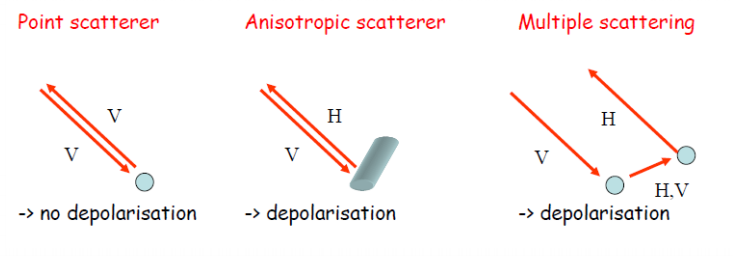 Point scatterer
Anisotropic scatterer
Multiple scattering
V
V
H
V
H
V
H,V
-> no depolarisation
-> depolarisation
-> depolarisation